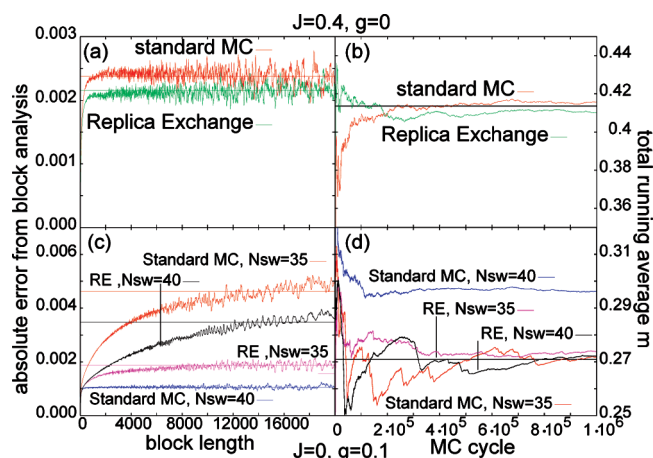 J=0.4, g=0
0.003
0.002
0.001
0.000
(a)
standard MC
Replica Exchange
(b)
standard MC
Replica Exchange
0.44
0.42
0.4
0.38
0.35
absolute error from block analysis
total running average m
0.006
0.004
0.002
0.000
(c)
Standard MC, Nsw=35
RE ,Nsw=40
RE, Nsw=35
Standard MC, Nsw=40
(d)
Standard MC, Nsw=40
RE, Nsw=35
RE, Nsw=40
Standard MC, Nsw=35
0.31
0.29
0.27
0.25
0 4000 8000 12000 16000
0 2·10⁵ 4·10⁵ 6·10⁵ 8·10⁵ 1·10⁶
block length
MC cycle
J=0, g=0.1